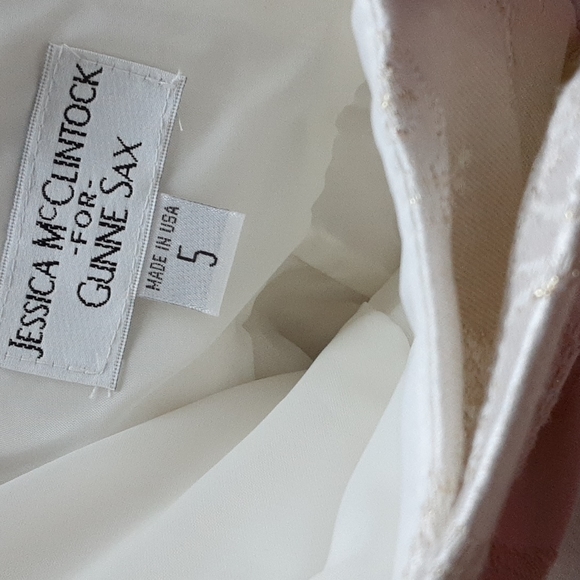 JESSICA McCLINTOCK
-FOR-
GUNNE SAX
MADE IN USA
5